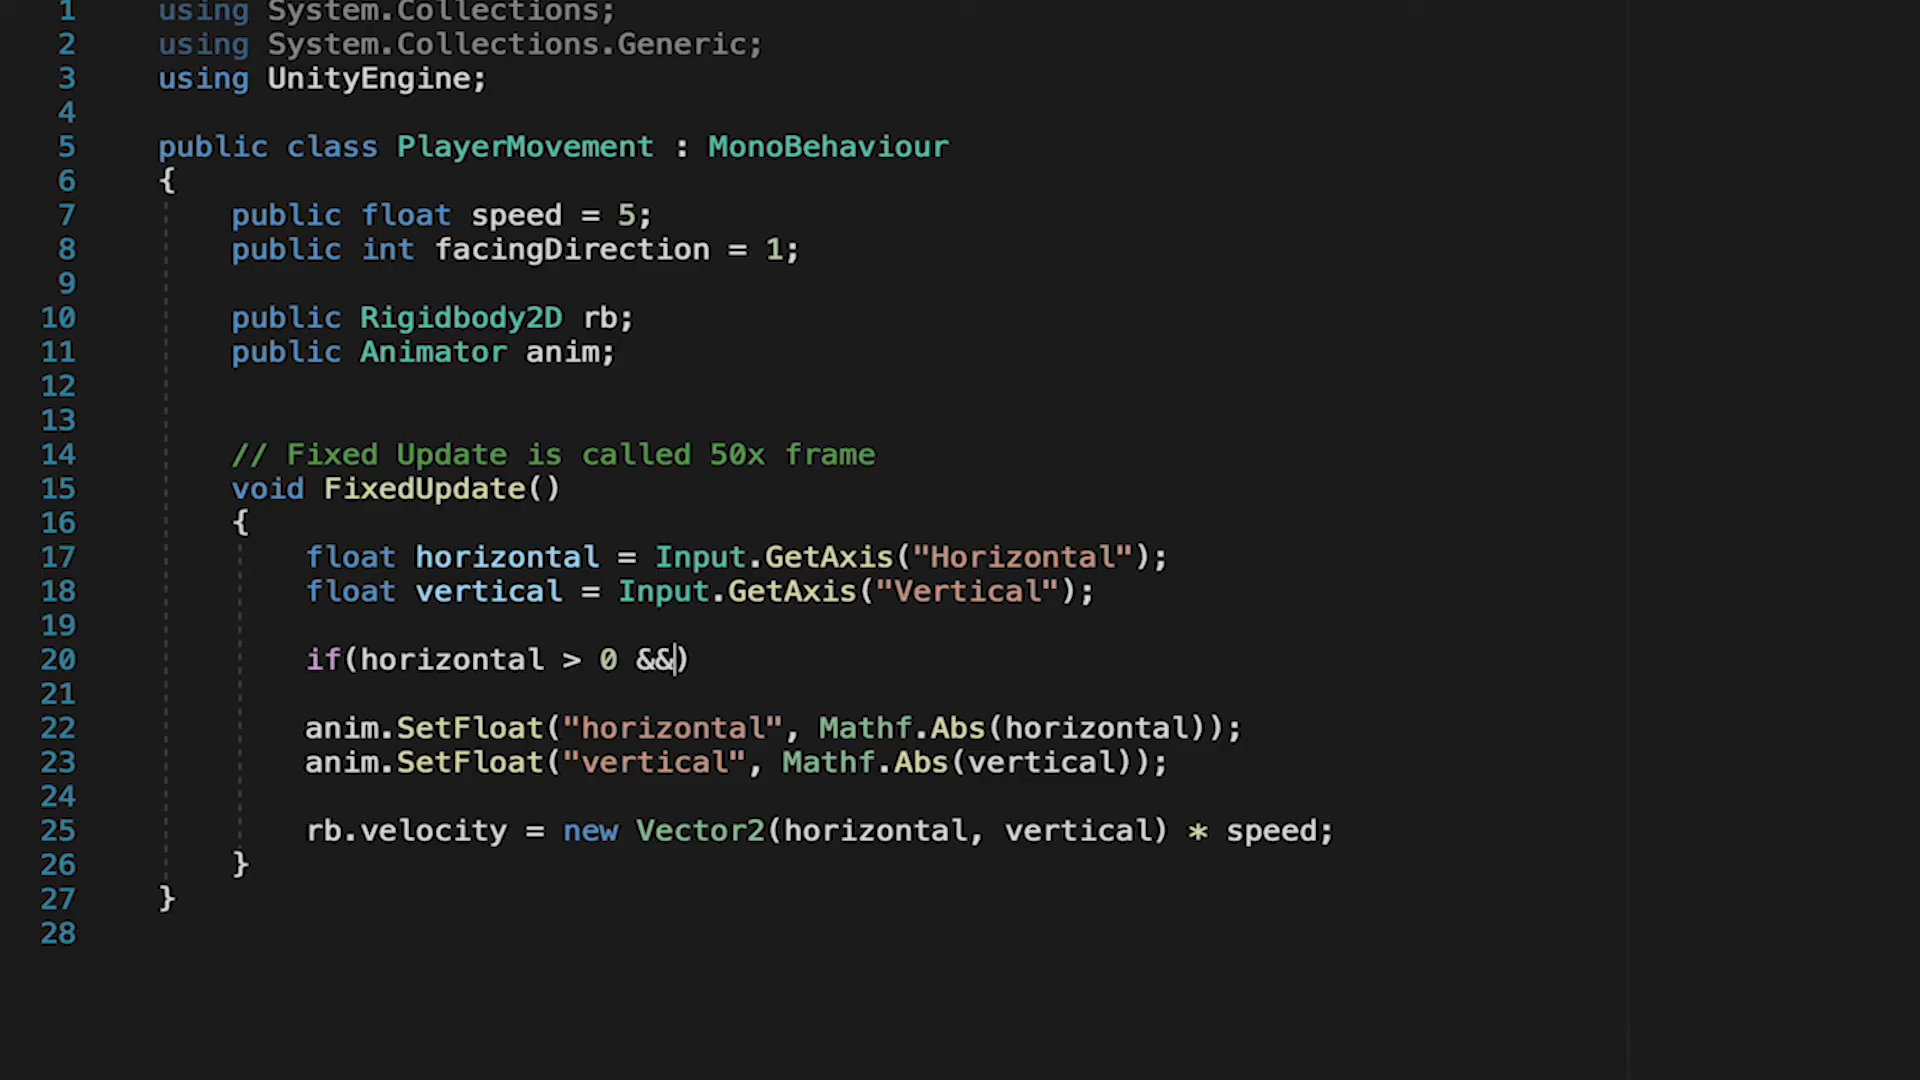 1 using System.Collections;
2 using System.Collections.Generic;
3 using UnityEngine;
4
5 public class PlayerMovement : MonoBehaviour
6 {
7 public float speed = 5;
8 public int facingDirection = 1;
9
10 public Rigidbody2D rb;
11 public Animator anim;
12
13
14 // Fixed Update is called 50x frame
15 void FixedUpdate()
16 {
17 float horizontal = Input.GetAxis("Horizontal");
18 float vertical = Input.GetAxis("Vertical");
19
20 if(horizontal > 0 &&)
21
22 anim.SetFloat("horizontal", Mathf.Abs(horizontal));
23 anim.SetFloat("vertical", Mathf.Abs(vertical));
24
25 rb.velocity = new Vector2(horizontal, vertical) * speed;
26 }
27 }
28